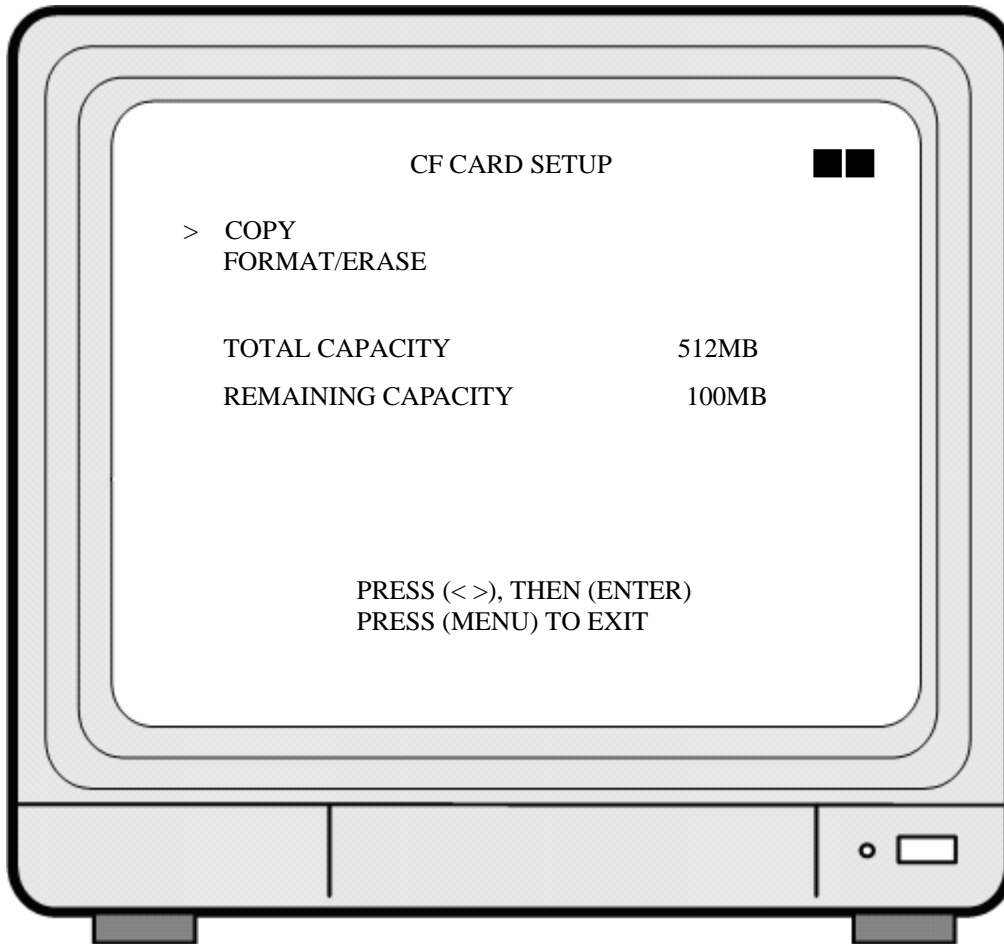 CF CARD SETUP
> COPY
FORMAT/ERASE
TOTAL CAPACITY 512MB
REMAINING CAPACITY 100MB
PRESS (< >), THEN (ENTER)
PRESS (MENU) TO EXIT